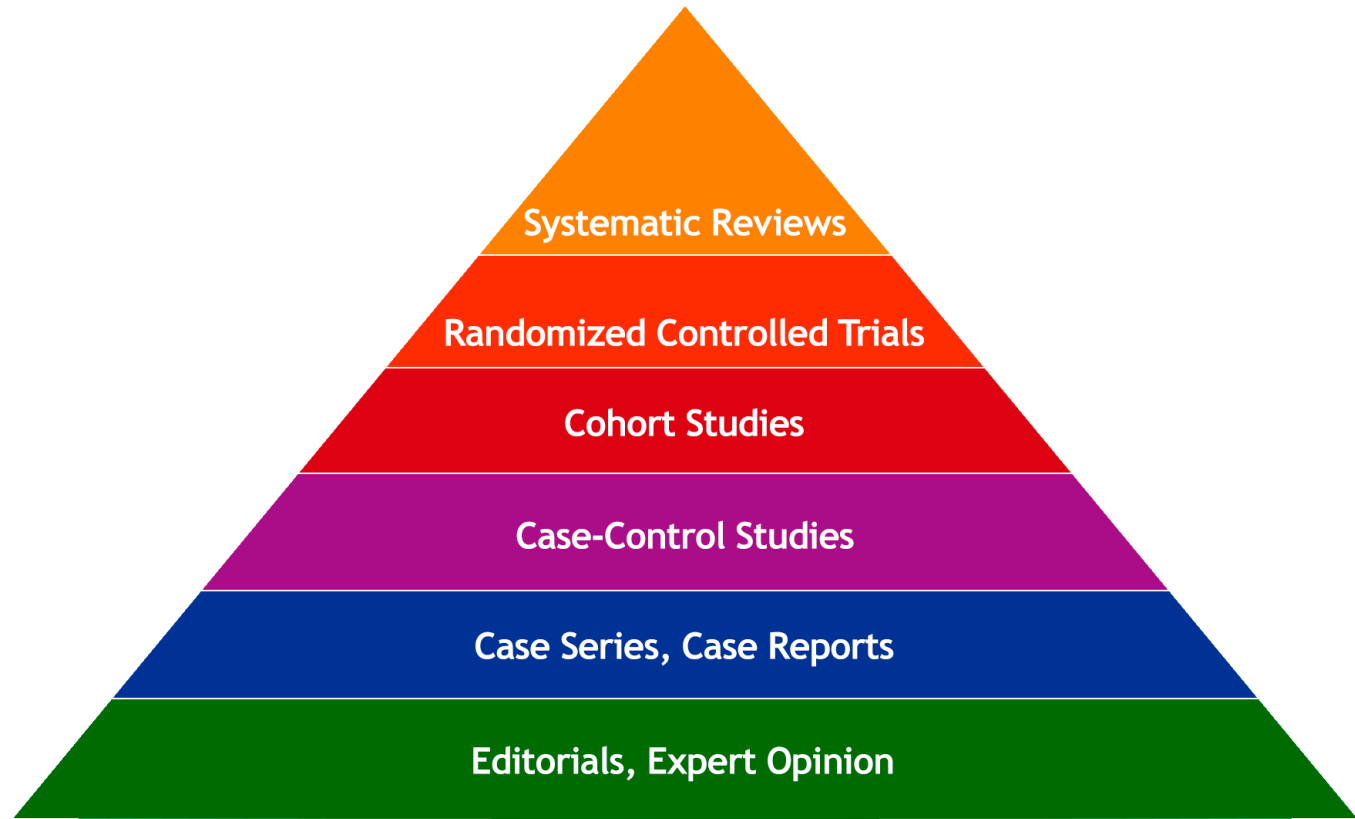 Systematic Reviews
Randomized Controlled Trials
Cohort Studies
Case-Control Studies
Case Series, Case Reports
Editorials, Expert Opinion